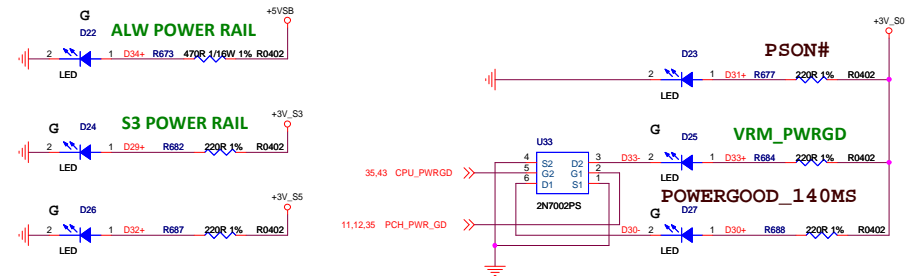 G
ALW POWER RAIL
+5VSB
D22
2
1
D34+
R673
470R 1/16W 1%
R0402
LED
G
S3 POWER RAIL
+3V_S3
D24
2
1
D29+
R682
220R 1%
R0402
LED
G
+3V_S5
D26
2
1
D32+
R687
220R 1%
R0402
LED
+3V_S0
PSON#
D23
2
1
D31+
R677
220R 1%
R0402
LED
U33
G
D25
VRM_PWRGD
4
S2
D2
3
D33-
2
1
D33+
R684
220R 1%
R0402
35,43 CPU_PWRGD
5
G2
G1
2
LED
6
D1
S1
1
2N7002PS
POWERGOOD_140MS
G
D27
11,12,35 PCH_PWR_GD
D30-
2
1
D30+
R688
220R 1%
R0402
LED